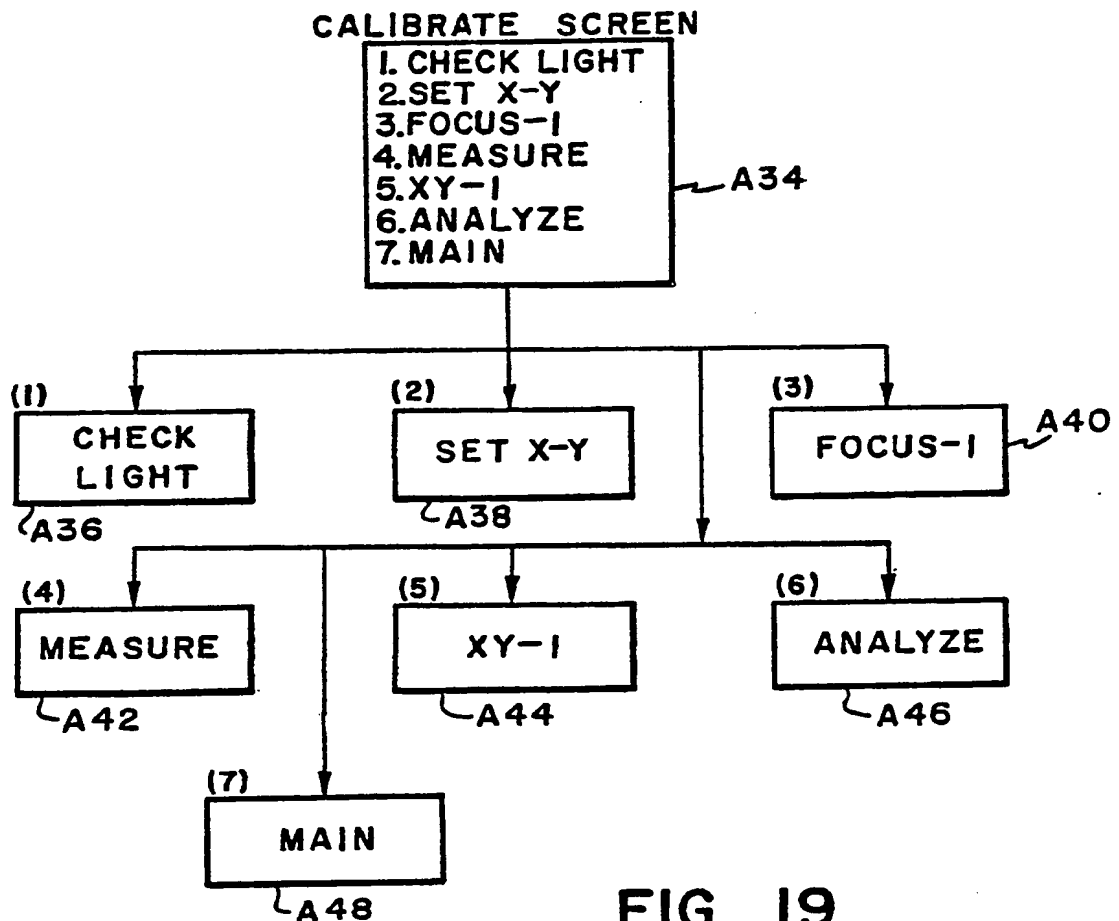 CALIBRATE SCREEN
1. CHECK LIGHT
2. SET X-Y
3. FOCUS-1
4. MEASURE
5. XY-1
6. ANALYZE
7. MAIN
A34
(1)
CHECK
LIGHT
A36
(2)
SET X-Y
A38
(3)
FOCUS-1
A40
(4)
MEASURE
A42
(5)
XY-1
A44
(6)
ANALYZE
A46
(7)
MAIN
A48
FIG 19